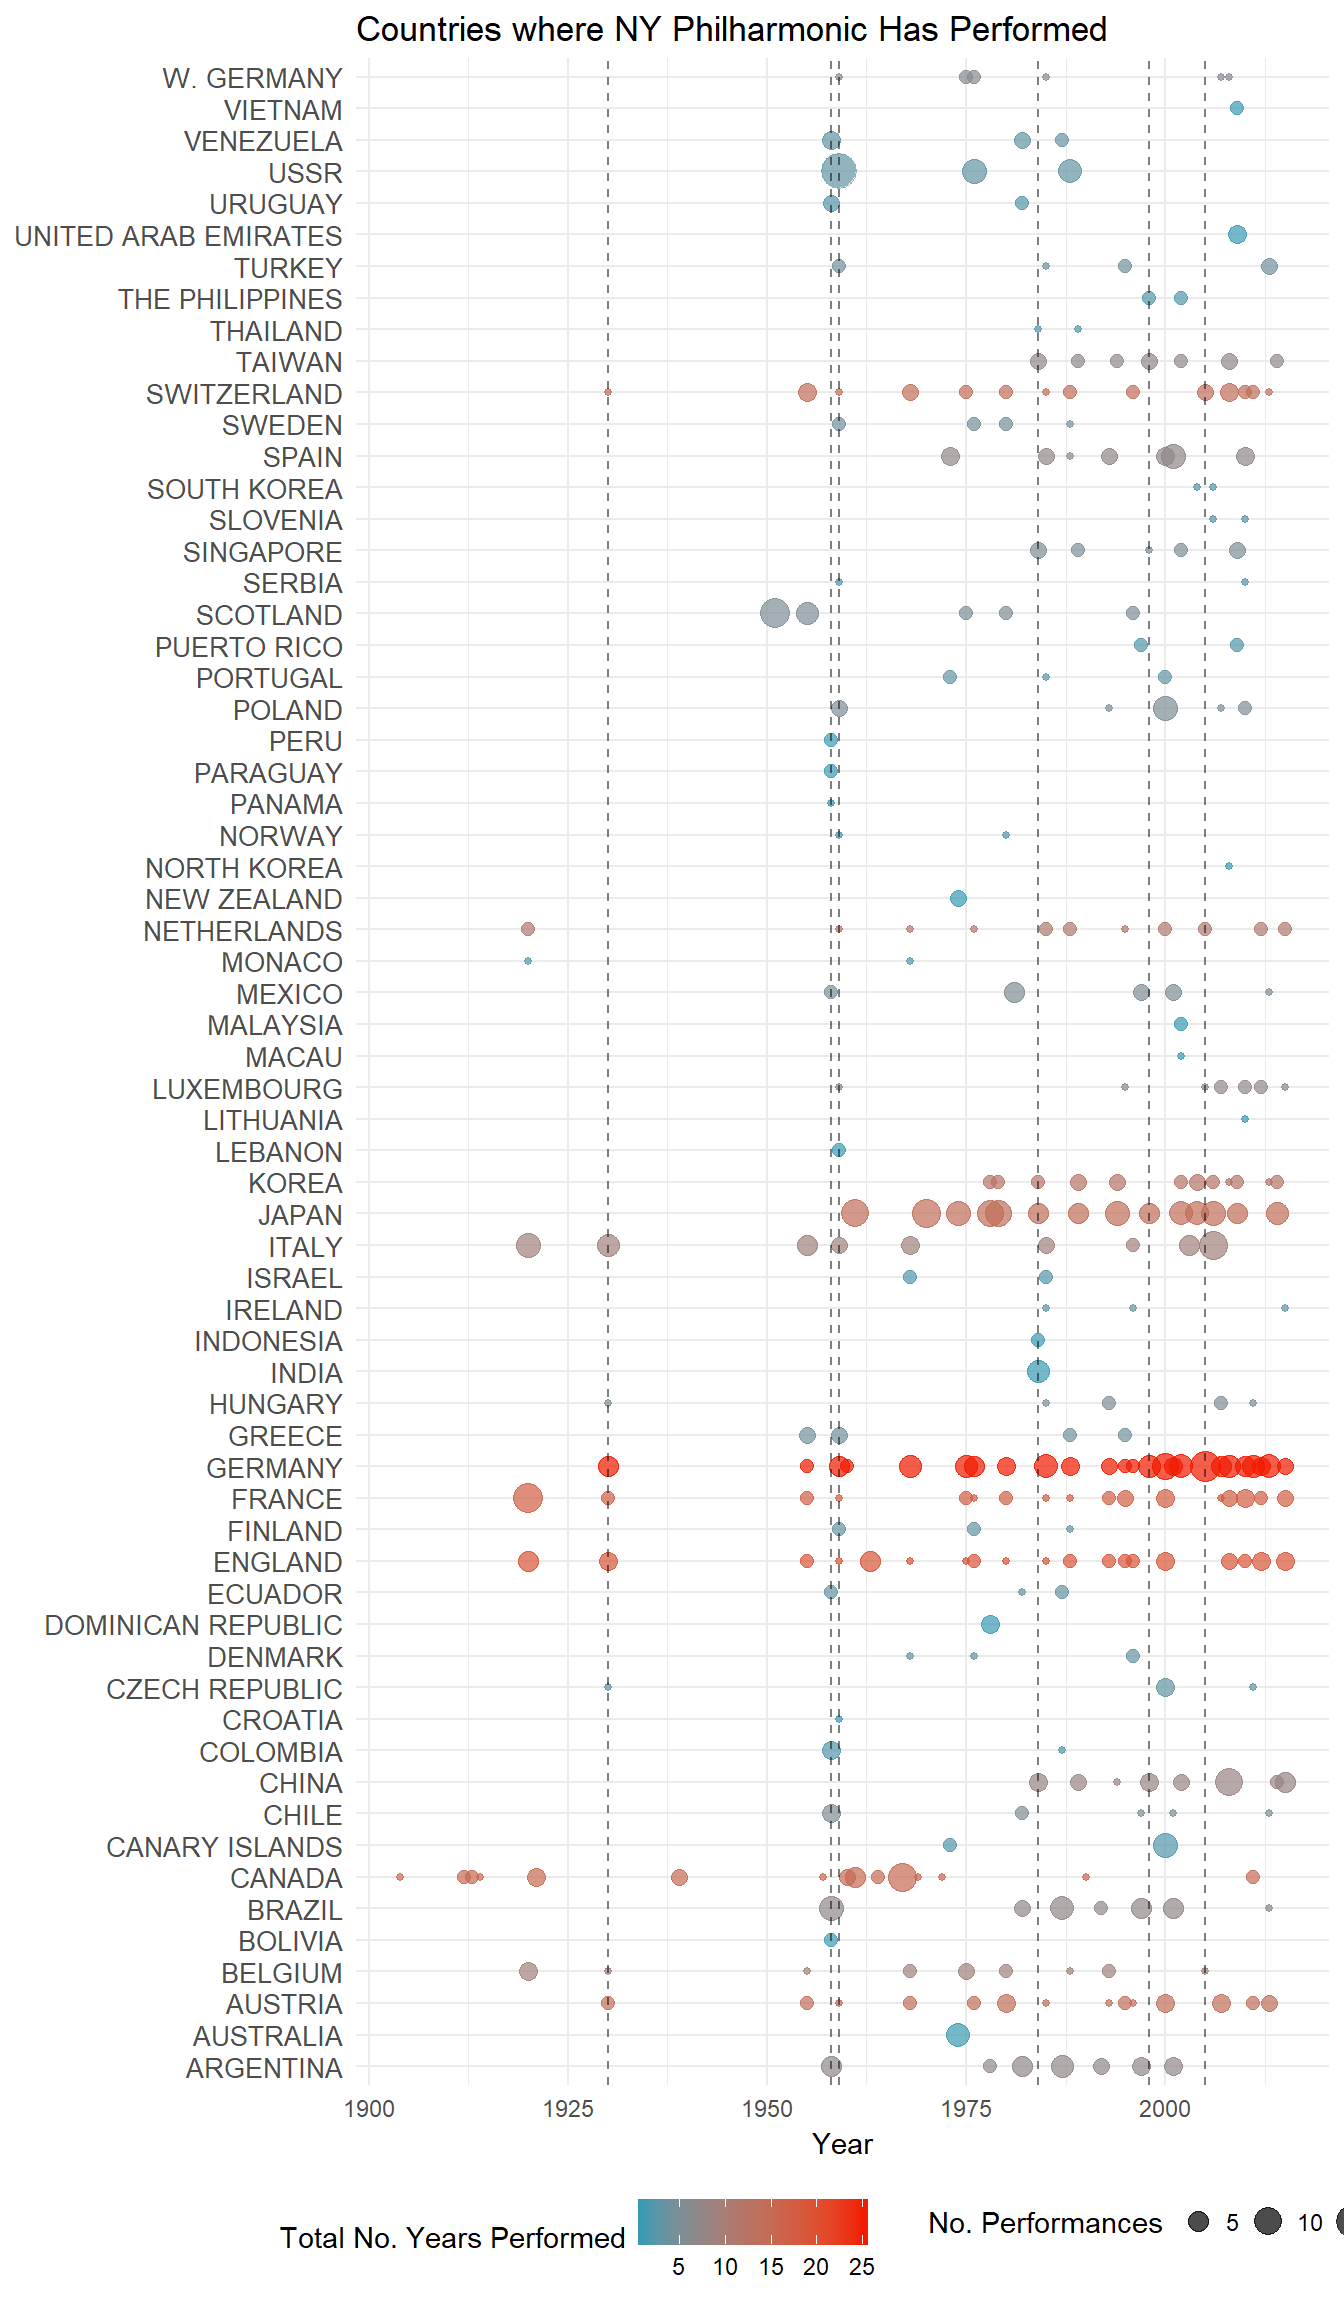 Countries where NY Philharmonic Has Performed
W. GERMANY
VIETNAM
VENEZUELA
USSR
URUGUAY
UNITED ARAB EMIRATES
TURKEY
THE PHILIPPINES
THAILAND
TAIWAN
SWITZERLAND
SWEDEN
SPAIN
SOUTH KOREA
SLOVENIA
SINGAPORE
SERBIA
SCOTLAND
PUERTO RICO
PORTUGAL
POLAND
PERU
PARAGUAY
PANAMA
NORWAY
NORTH KOREA
NEW ZEALAND
NETHERLANDS
MONACO
MEXICO
MALAYSIA
MACAU
LUXEMBOURG
LITHUANIA
LEBANON
KOREA
JAPAN
ITALY
ISRAEL
IRELAND
INDONESIA
INDIA
HUNGARY
GREECE
GERMANY
FRANCE
FINLAND
ENGLAND
ECUADOR
DOMINICAN REPUBLIC
DENMARK
CZECH REPUBLIC
CROATIA
COLOMBIA
CHINA
CHILE
CANARY ISLANDS
CANADA
BRAZIL
BOLIVIA
BELGIUM
AUSTRIA
AUSTRALIA
ARGENTINA
1900 1925 1950 1975 2000
Year
Total No. Years Performed
5 10 15 20 25
No. Performances 5 10